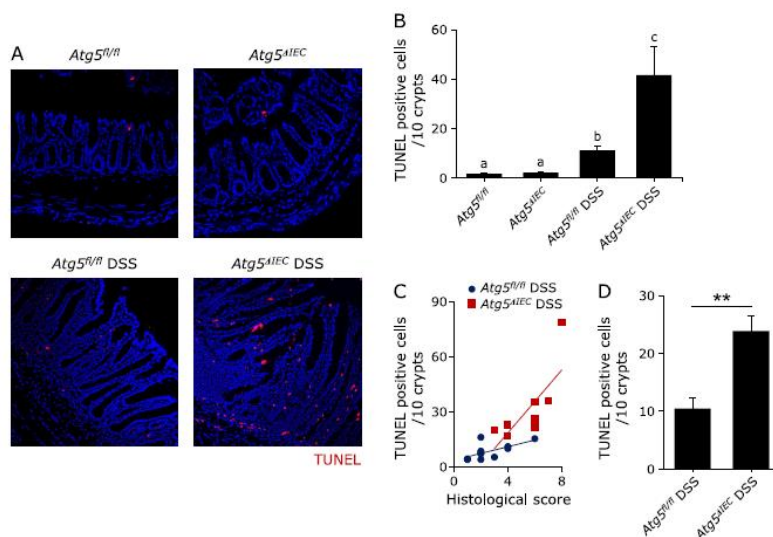 A
Atg5fl/fl
Atg5ΔIEC
Atg5fl/fl DSS
Atg5ΔIEC DSS
TUNEL
B
TUNEL positive cells
/10 crypts
60
40
20
0
a
a
b
c
Atg5fl/fl
Atg5ΔIEC
Atg5fl/fl DSS
Atg5ΔIEC DSS
C
Atg5fl/fl DSS
Atg5ΔIEC DSS
TUNEL positive cells
/10 crypts
90
60
30
0
0
4
8
Histological score
D
TUNEL positive cells
/10 crypts
30
20
10
0
**
Atg5fl/fl DSS
Atg5ΔIEC DSS